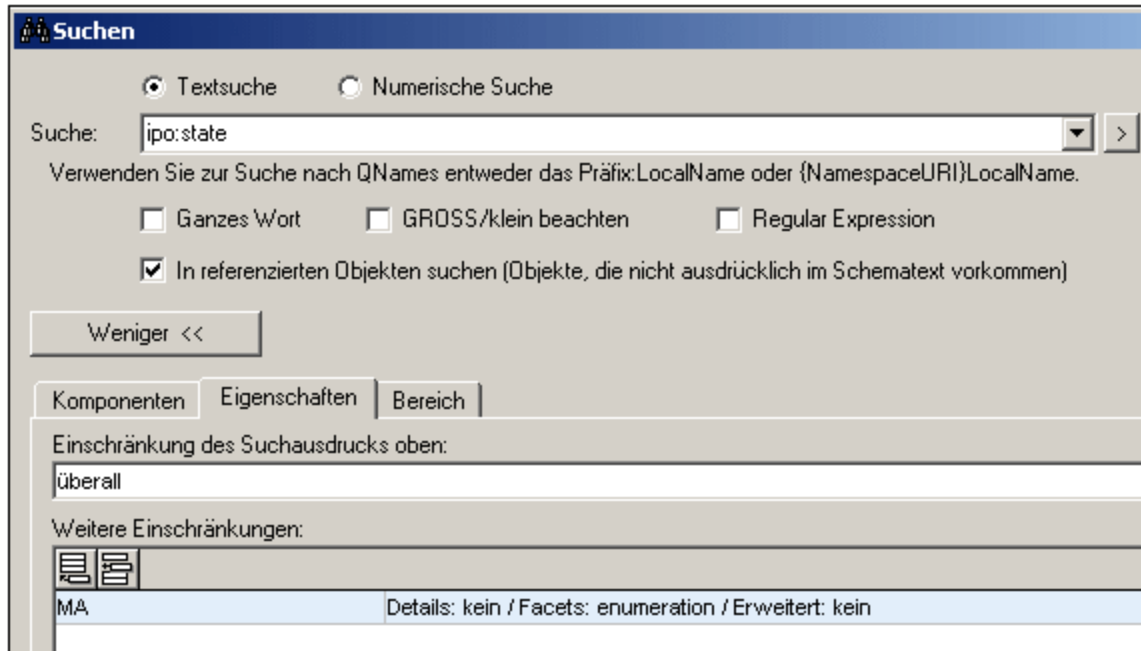 Suchen
Textsuche Numerische Suche
Suche: ipo:state >
Verwenden Sie zur Suche nach QNames entweder das Präfix:LocalName oder {NamespaceURI}LocalName.
Ganzes Wort GROSS/klein beachten Regular Expression
In referenzierten Objekten suchen (Objekte, die nicht ausdrücklich im Schematext vorkommen)
Weniger <<
Komponenten Eigenschaften Bereich
Einschränkung des Suchausdrucks oben:
überall
Weitere Einschränkungen:
MA Details: kein / Facets: enumeration / Erweitert: kein